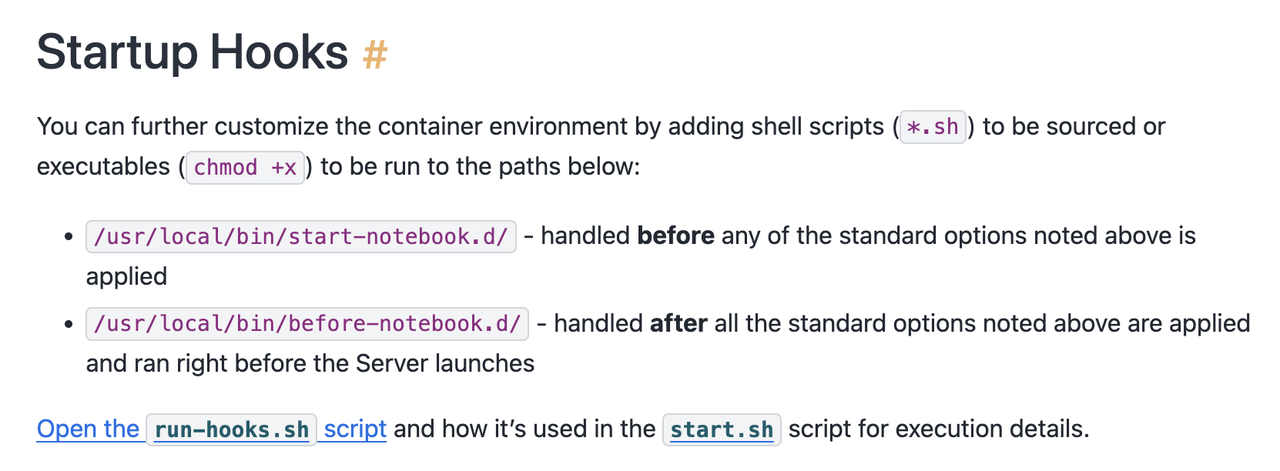 Startup Hooks #
You can further customize the container environment by adding shell scripts (*.sh) to be sourced or
executables (chmod +x) to be run to the paths below:
• /usr/local/bin/start-notebook.d/ - handled before any of the standard options noted above is
applied
• /usr/local/bin/before-notebook.d/ - handled after all the standard options noted above are applied
and ran right before the Server launches
Open the run-hooks.sh script and how it’s used in the start.sh script for execution details.